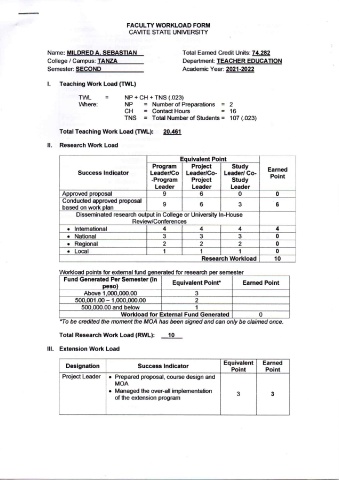 FACULTY WORKLOAD FORM
CAVITE STATE UNIVERSITY
Name: MILDRED A. SEBASTIAN Total Earned Credit Units: 74.282
College / Campus: TANZA Department: TEACHER EDUCATION
Semester: SECOND Academic Year: 2021-2022
I. Teaching Work Load (TWL)
TWL = NP + CH + TNS (.023)
Where: NP = Number of Preparations = 2
CH = Contact Hours = 16
TNS = Total Number of Students = 107 (.023)
Total Teaching Work Load (TWL): 20.461
II. Research Work Load
Success Indicator Equivalent Point Earned Point
Program Leader/Co-Program Leader Project Leader/Co-Project Leader Study Leader/ Co-Study Leader
Approved proposal 9 6 0 0
Conducted approved proposal based on work plan 9 6 3 6
Disseminated research output in College or University In-House Review/Conferences
• International 4 4 4 4
• National 3 3 3 0
• Regional 2 2 2 0
• Local 1 1 1 0
Research Workload 10
Workload points for external fund generated for research per semester
Fund Generated Per Semester (in peso) Equivalent Point* Earned Point
Above 1,000,000.00 3
500,001.00 – 1,000,000.00 2
500,000.00 and below 1
Workload for External Fund Generated 0
*To be credited the moment the MOA has been signed and can only be claimed once.
Total Research Work Load (RWL): 10
III. Extension Work Load
Designation Success Indicator Equivalent Point Earned Point
Project Leader • Prepared proposal, course design and MOA
• Managed the over-all implementation of the extension program 3 3